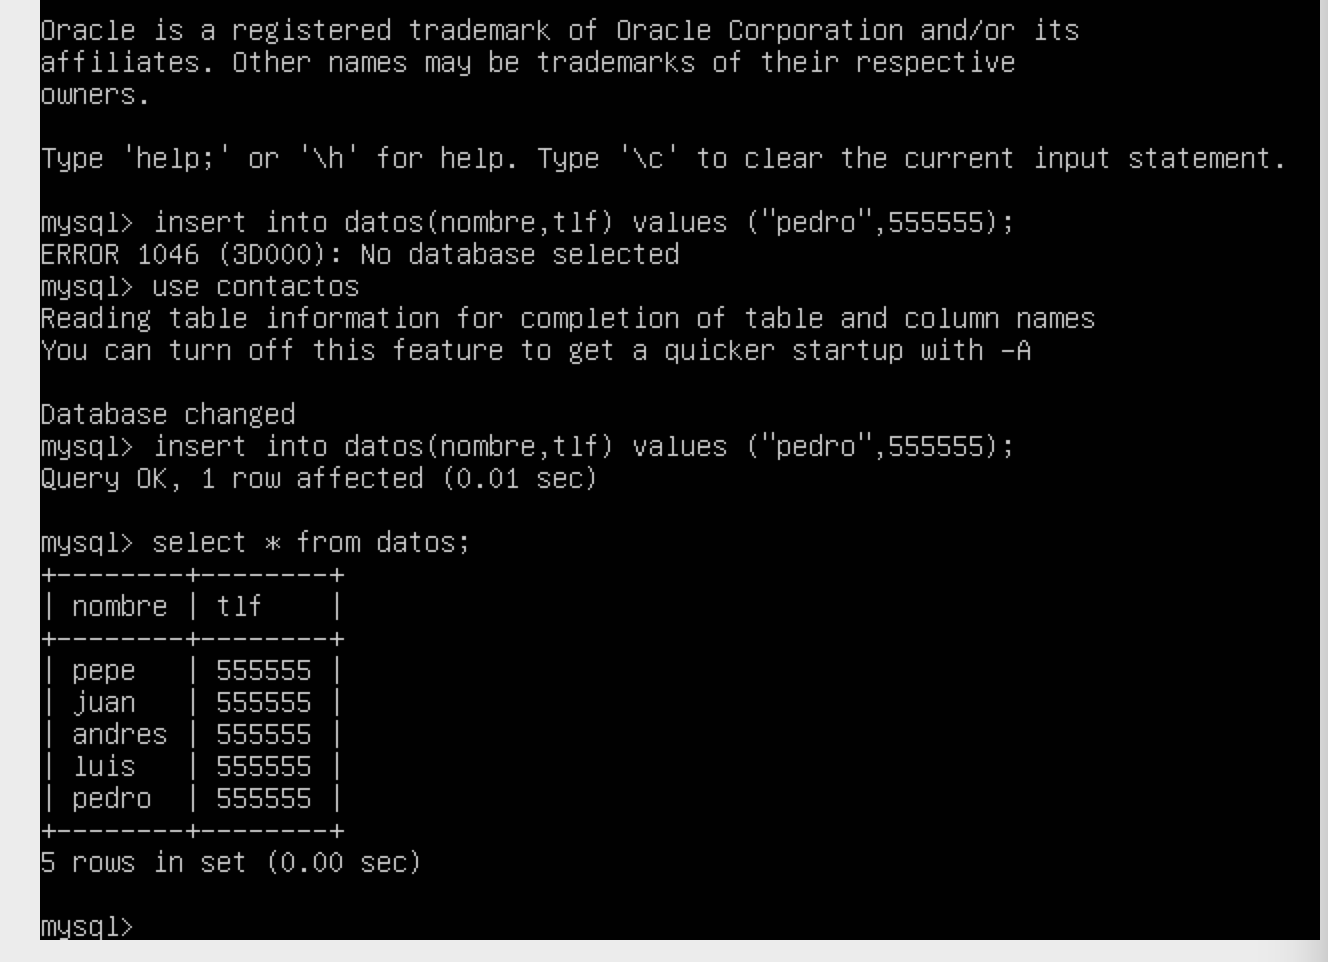 Oracle is a registered trademark of Oracle Corporation and/or its
affiliates. Other names may be trademarks of their respective
owners.
Type 'help;' or '\h' for help. Type '\c' to clear the current input statement.
mysql> insert into datos(nombre,tlf) values ("pedro",555555);
ERROR 1046 (3D000): No database selected
mysql> use contactos
Reading table information for completion of table and column names
You can turn off this feature to get a quicker startup with -A
Database changed
mysql> insert into datos(nombre,tlf) values ("pedro",555555);
Query OK, 1 row affected (0.01 sec)
mysql> select * from datos;
+--------+--------+
| nombre | tlf    |
+--------+--------+
| pepe   | 555555 |
| juan   | 555555 |
| andres | 555555 |
| luis   | 555555 |
| pedro  | 555555 |
+--------+--------+
5 rows in set (0.00 sec)
mysql>